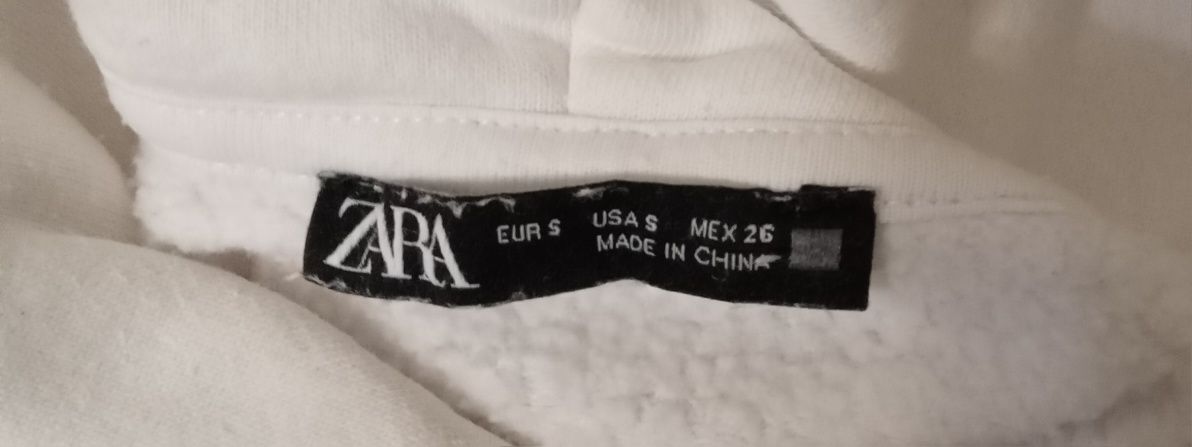 ZARA
EUR S USA S MEX 26
MADE IN CHINA